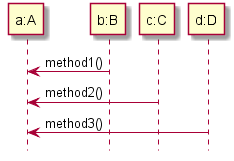 a:A b:B c:C d:D
method1()
method2()
method3()